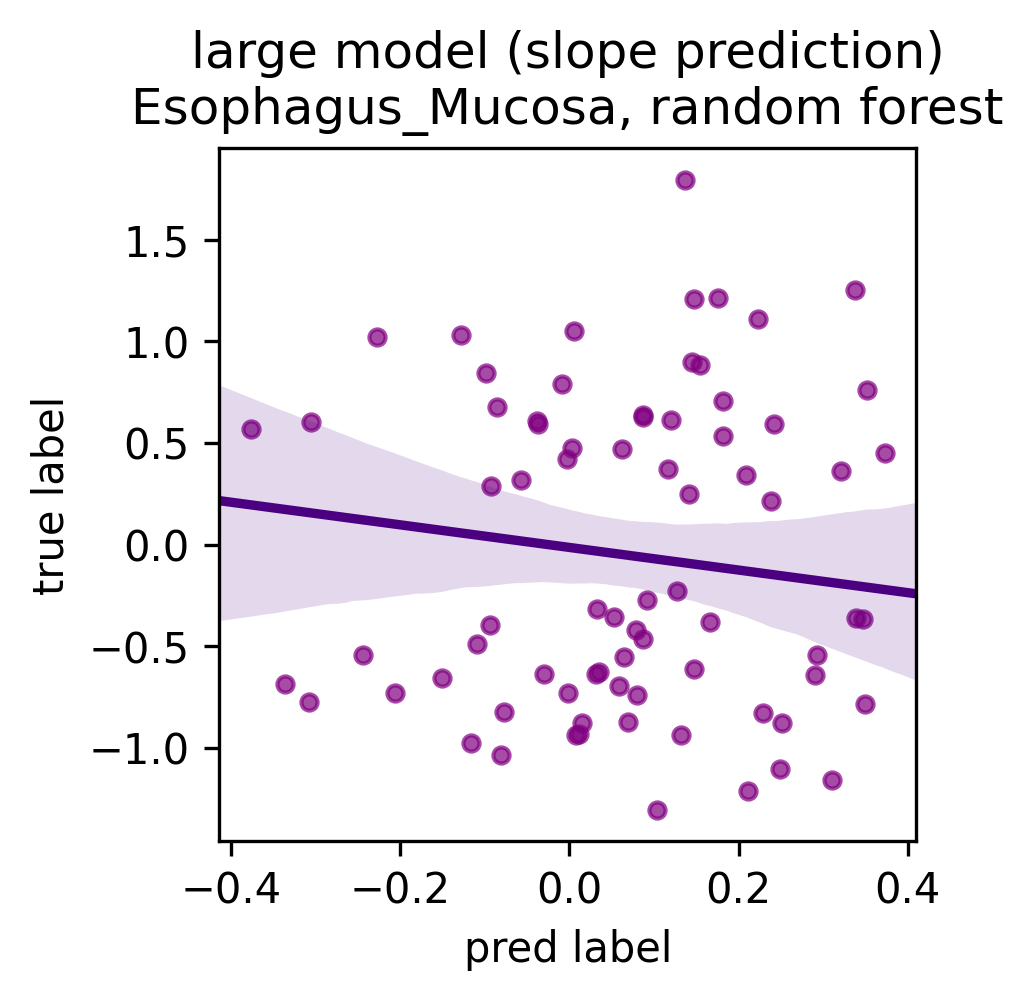 large model (slope prediction)
Esophagus_Mucosa, random forest
1.5
1.0
0.5
0.0
−0.5
−1.0
true label
−0.4
−0.2
0.0
0.2
0.4
pred label